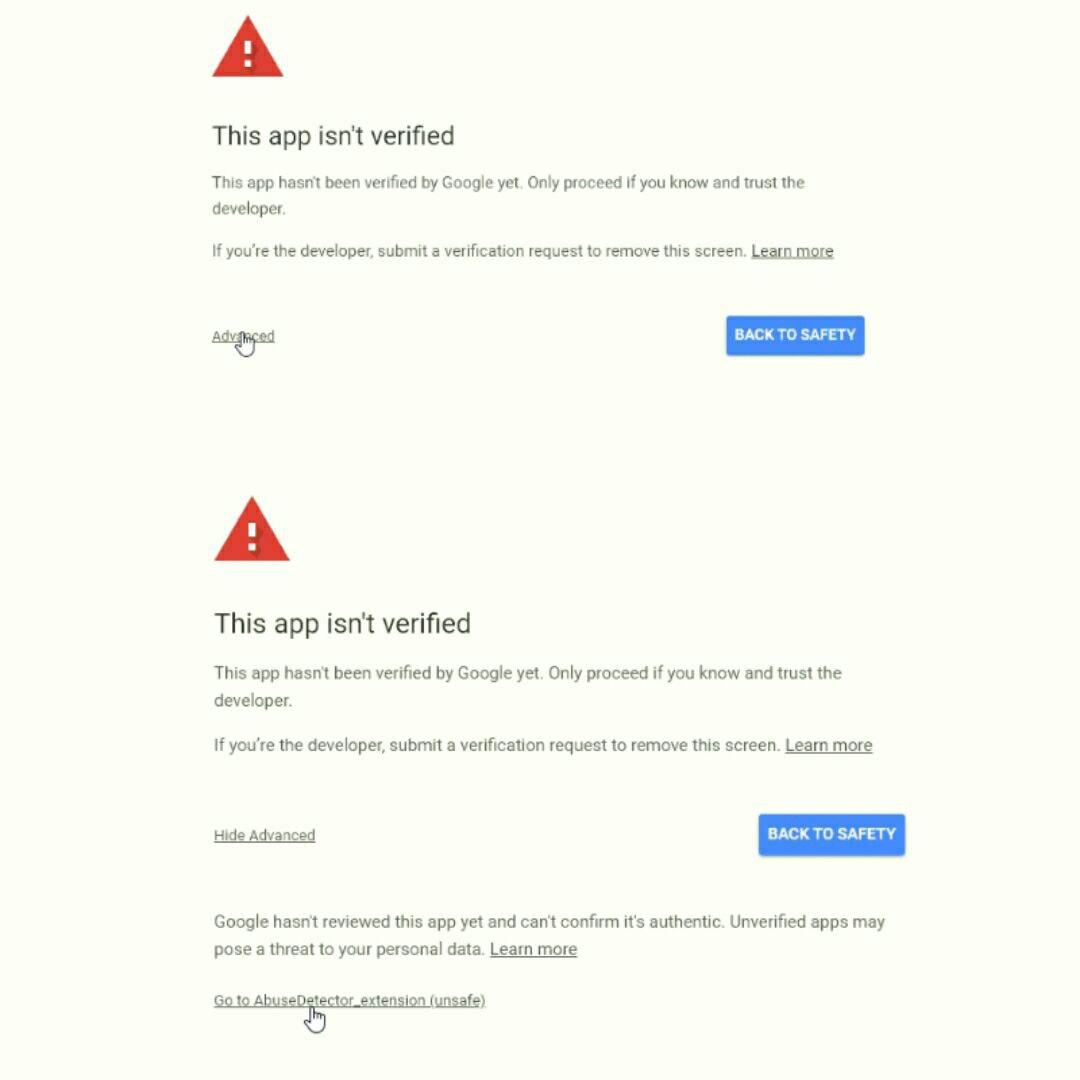 This app isn't verified
This app hasn't been verified by Google yet. Only proceed if you know and trust the
developer.
If you're the developer, submit a verification request to remove this screen. Learn more
Advanced
BACK TO SAFETY
This app isn't verified
This app hasn't been verified by Google yet. Only proceed if you know and trust the
developer.
If you're the developer, submit a verification request to remove this screen. Learn more
Hide Advanced
BACK TO SAFETY
Google hasn't reviewed this app yet and can't confirm it's authentic. Unverified apps may
pose a threat to your personal data. Learn more
Go to AbuseDetector_extension (unsafe)